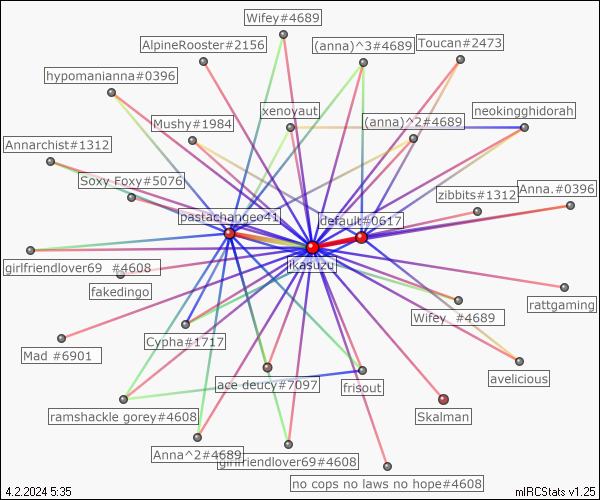 Wifey#4689
AlpineRooster#2156
(anna)^3#4689
Toucan#2473
hypomanianna#0396
xenoyaut
neokingghidorah
Mushy#1984
(anna)^2#4689
Annarchist#1312
Soxy Foxy#5076
zibbits#1312
Anna.#0396
pastachangeo41
default#0617
ikasuzu
girlfriendlover69 #4608
fakedingo
rattgaming
Wifey #4689
Cypha#1717
Mad #6901
avelicious
ace deucy#7097
frisout
ramshackle gorey#4608
Skalman
Anna^2#4689
girlfriendlover69#4608
no cops no laws no hope#4608
4.2.2024 5:35
mIRCStats v1.25